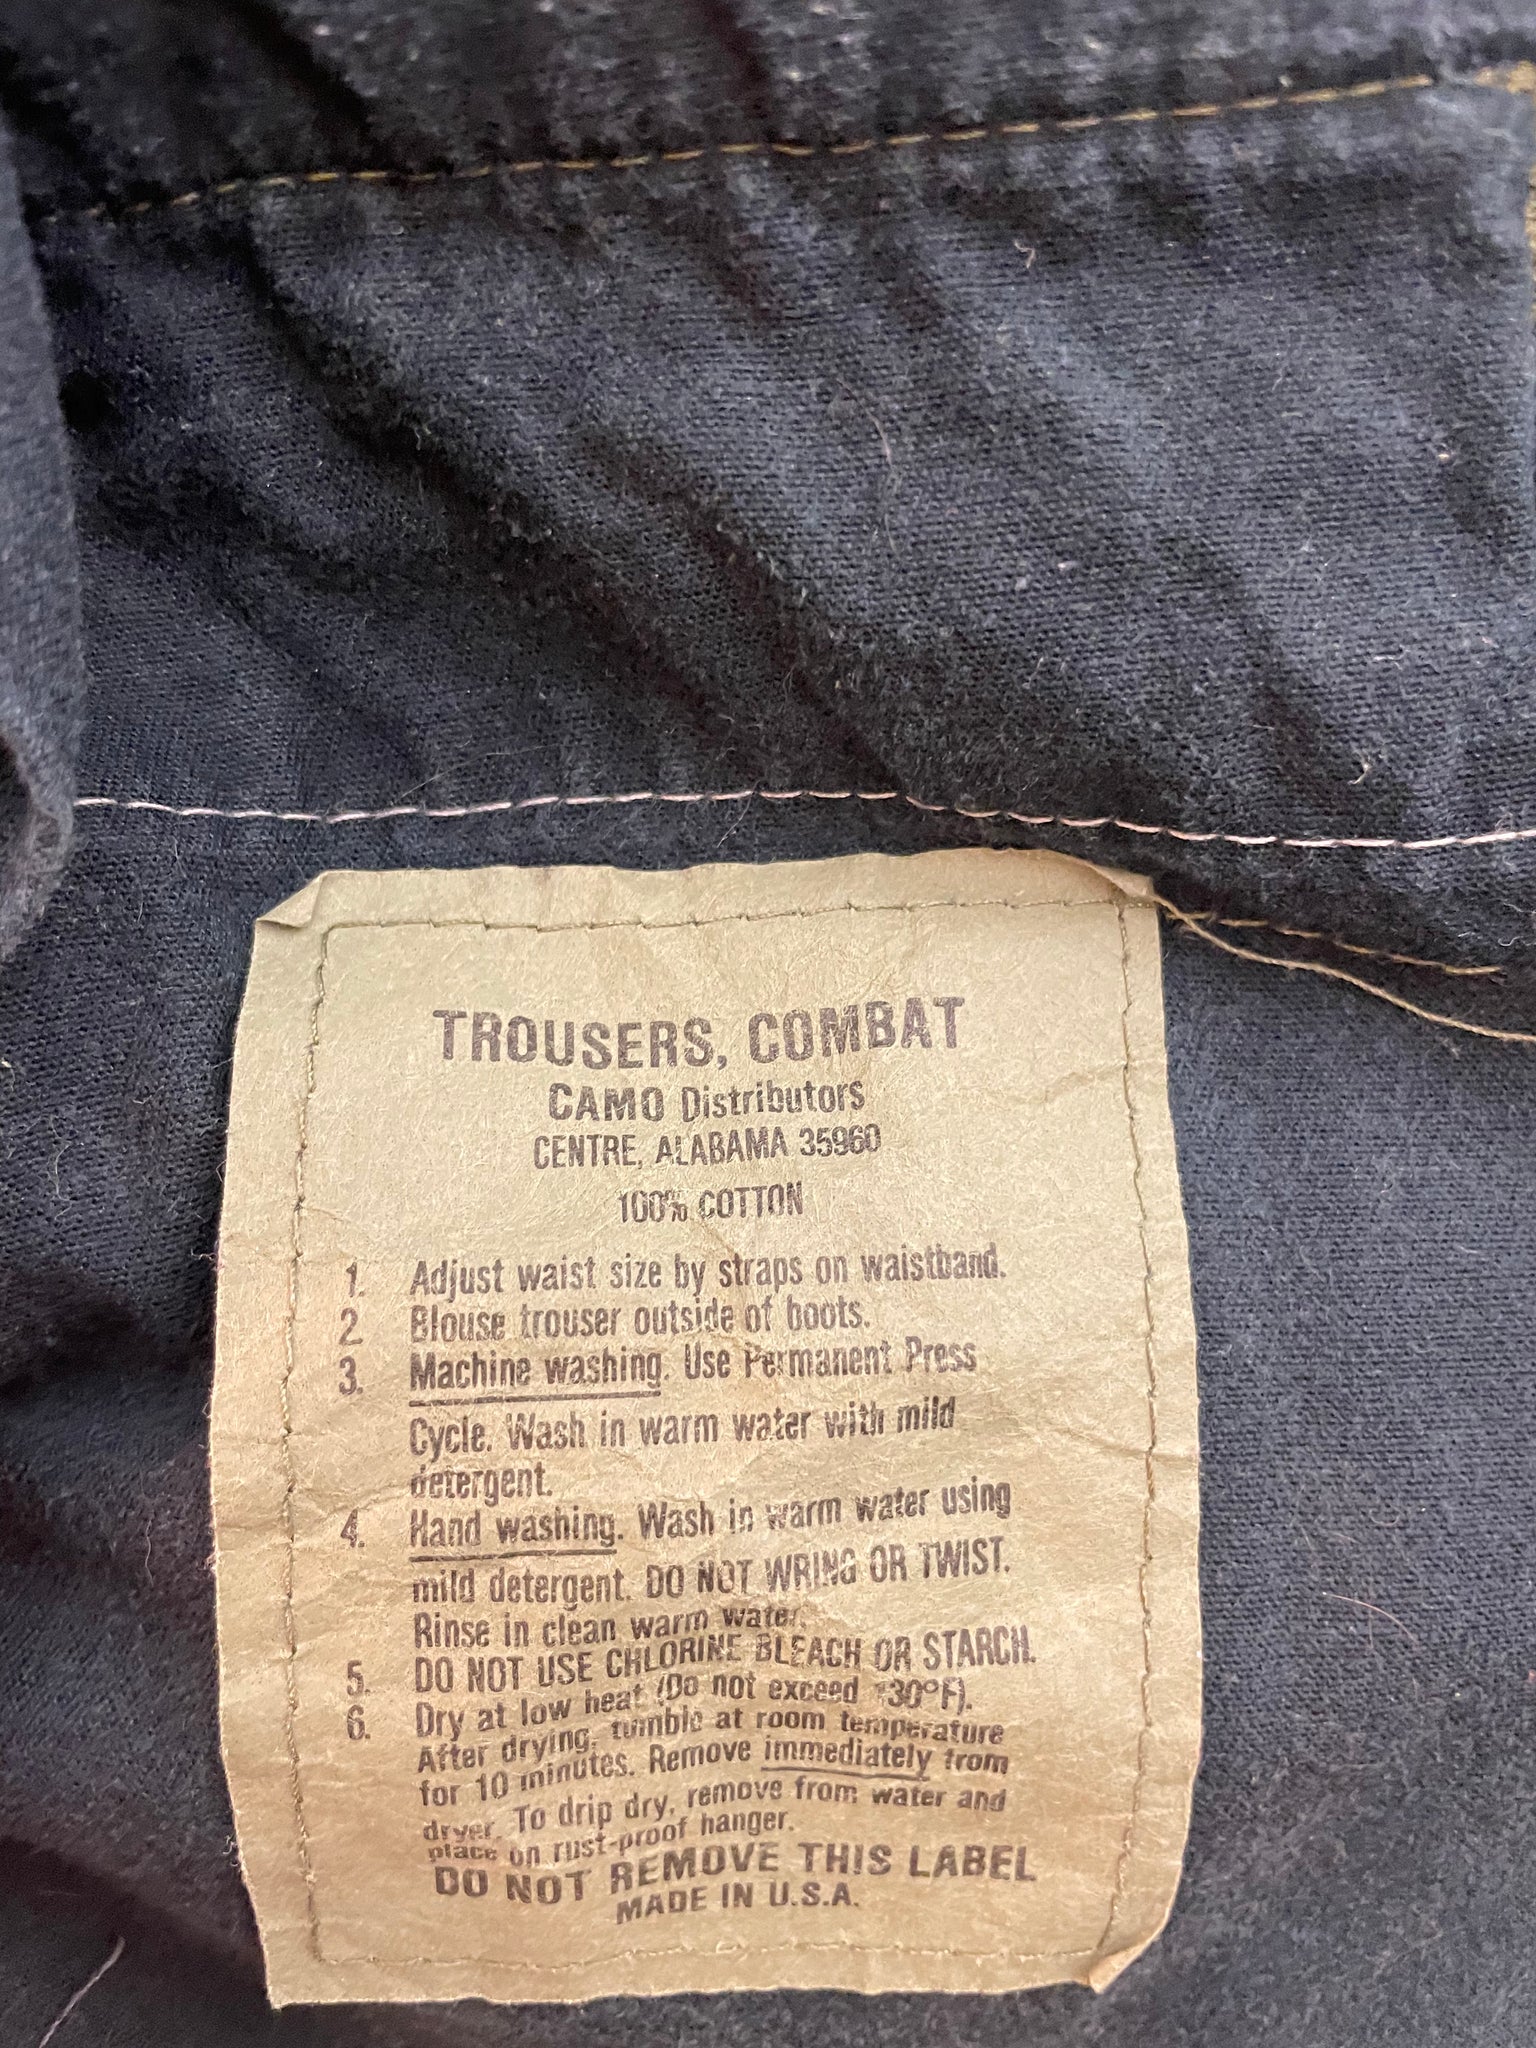 TROUSERS, COMBAT
CAMO Distributors
CENTRE, ALABAMA 35960
100% COTTON
1. Adjust waist size by straps on waistband.
2. Blouse trouser outside of boots.
3. Machine washing. Use Permanent Press
Cycle. Wash in warm water with mild
detergent.
4. Hand washing. Wash in warm water using
mild detergent. DO NOT WRING OR TWIST.
Rinse in clean warm water.
5. DO NOT USE CHLORINE BLEACH OR STARCH.
6. Dry at low heat (Do not exceed 130°F).
After drying, tumble at room temperature
for 10 minutes. Remove immediately from
dryer. To drip dry, remove from water and
place on rust-proof hanger.
DO NOT REMOVE THIS LABEL
MADE IN U.S.A.